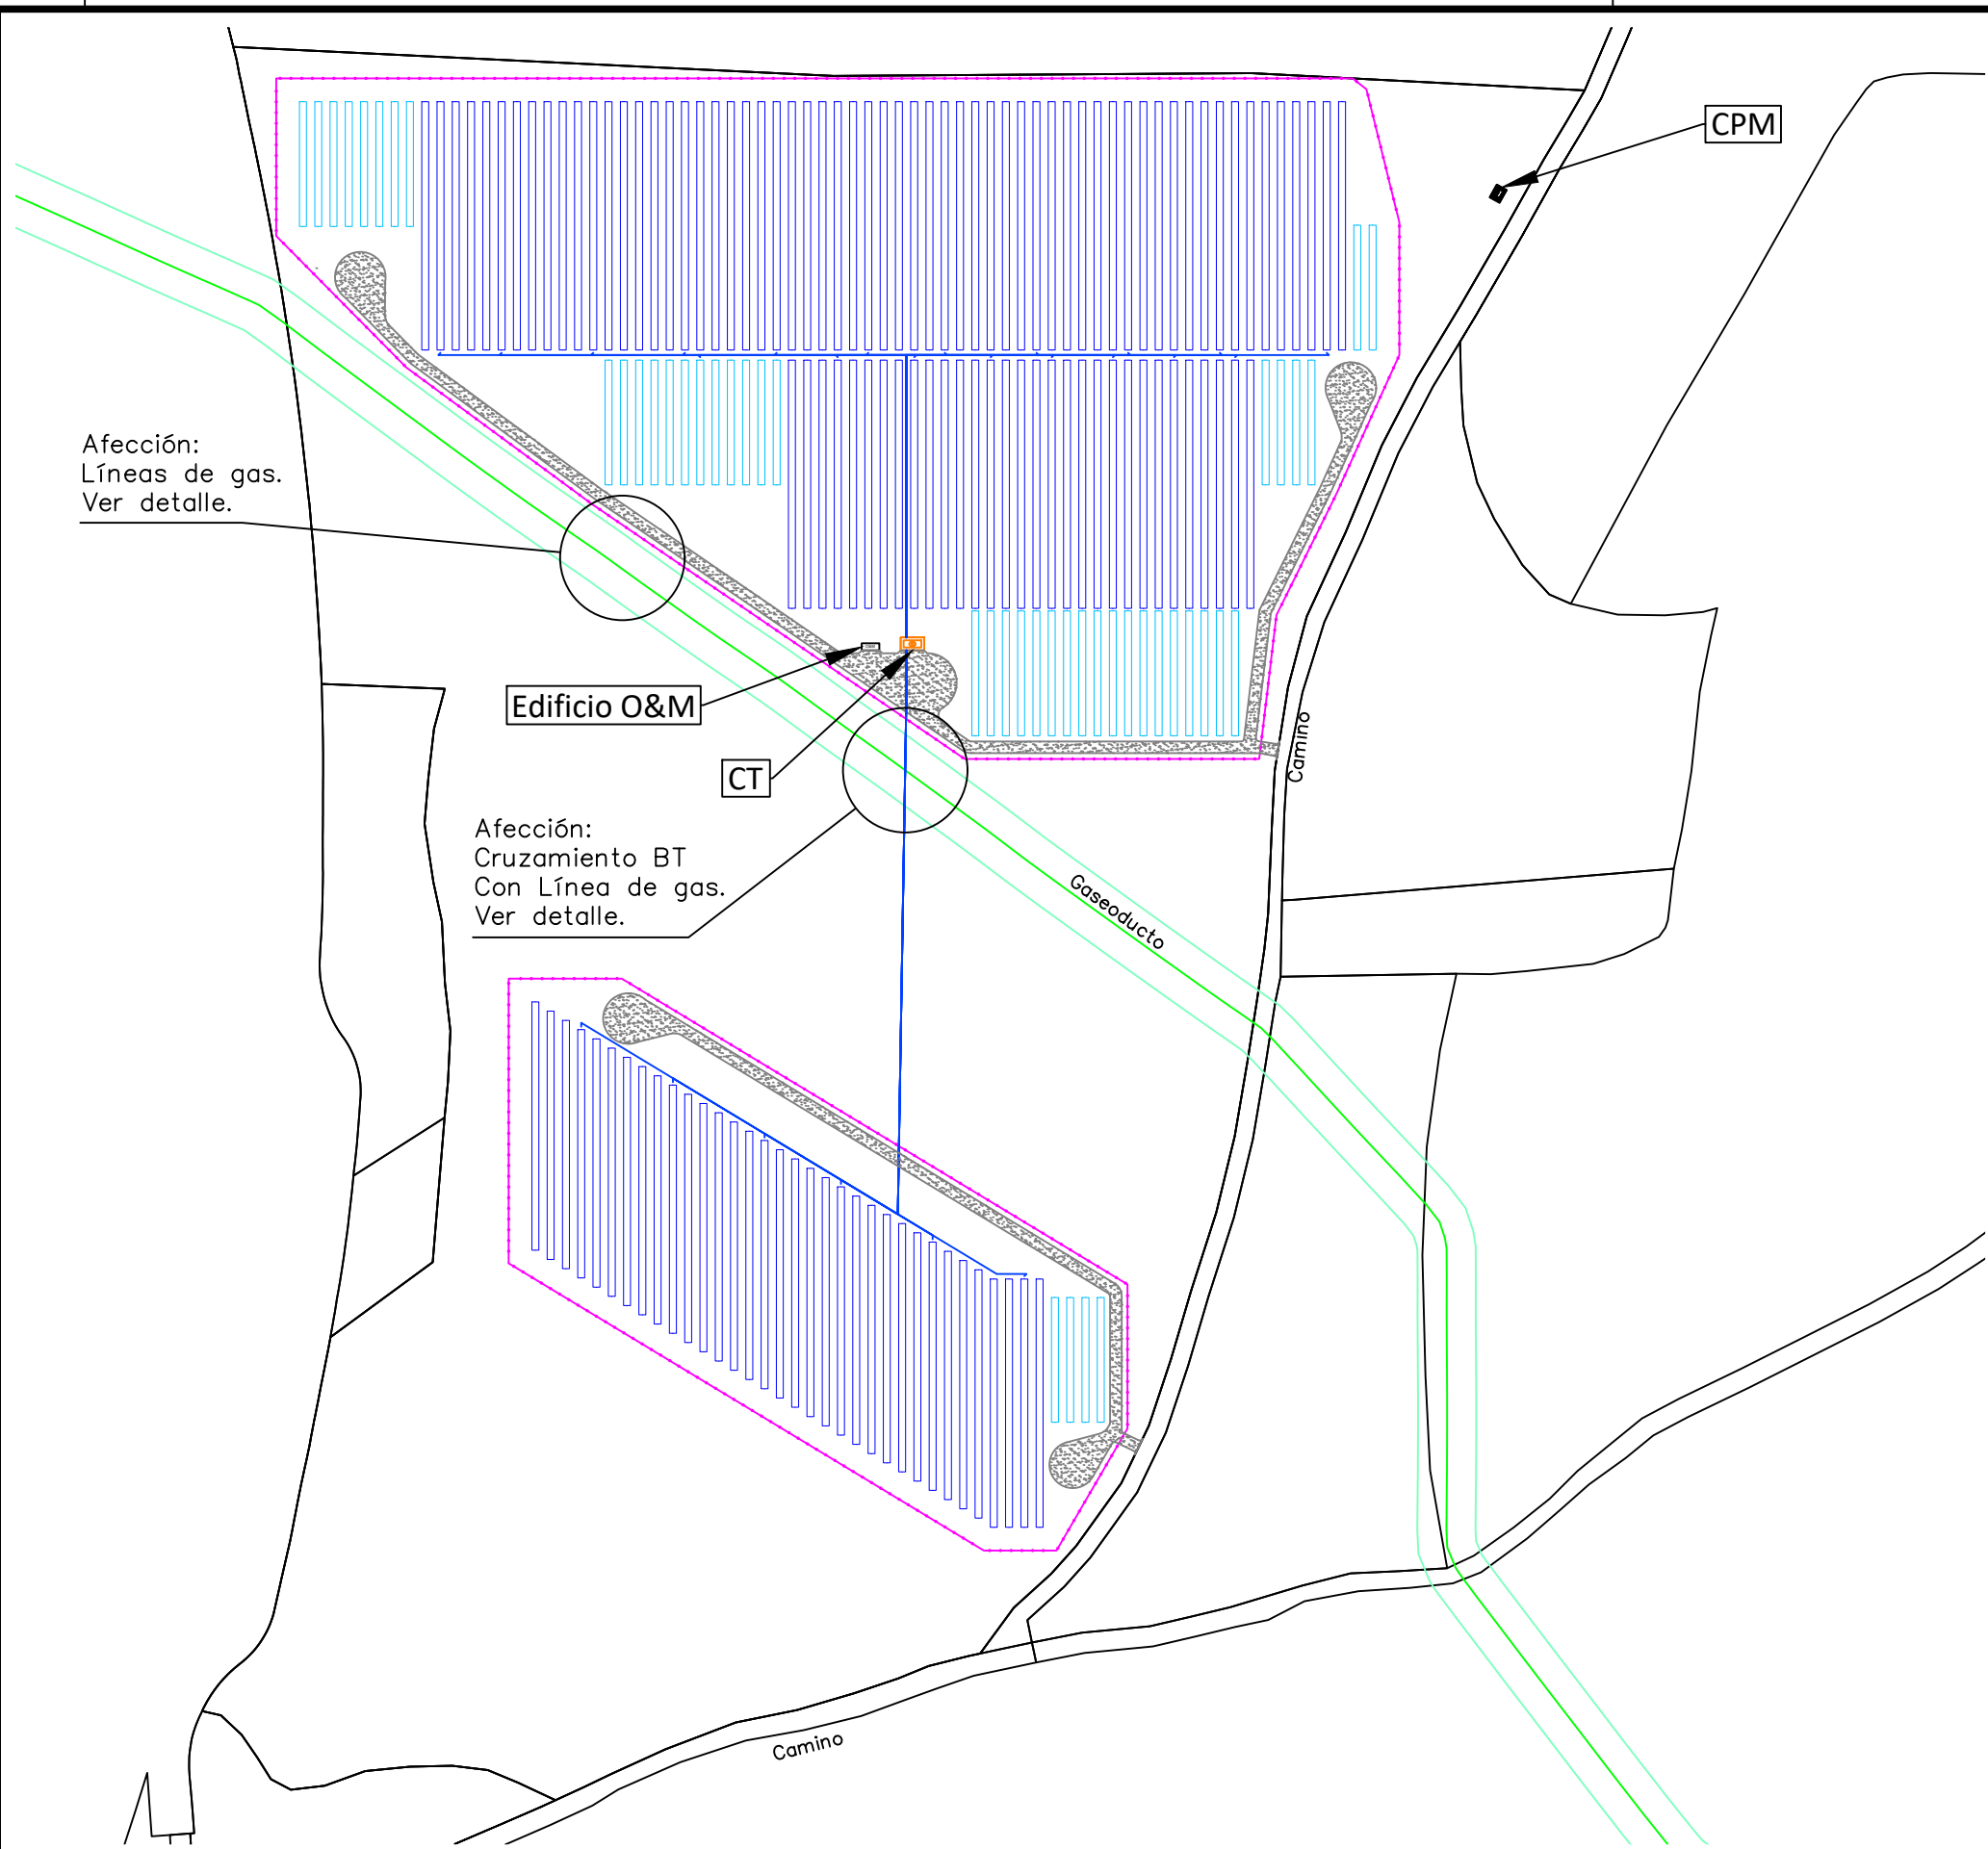 CPM
Afección:
Líneas de gas.
Ver detalle.
Edificio O&M
CT
Camino
Afección:
Cruzamiento BT
Con Línea de gas.
Ver detalle.
Gaseoducto
Camino